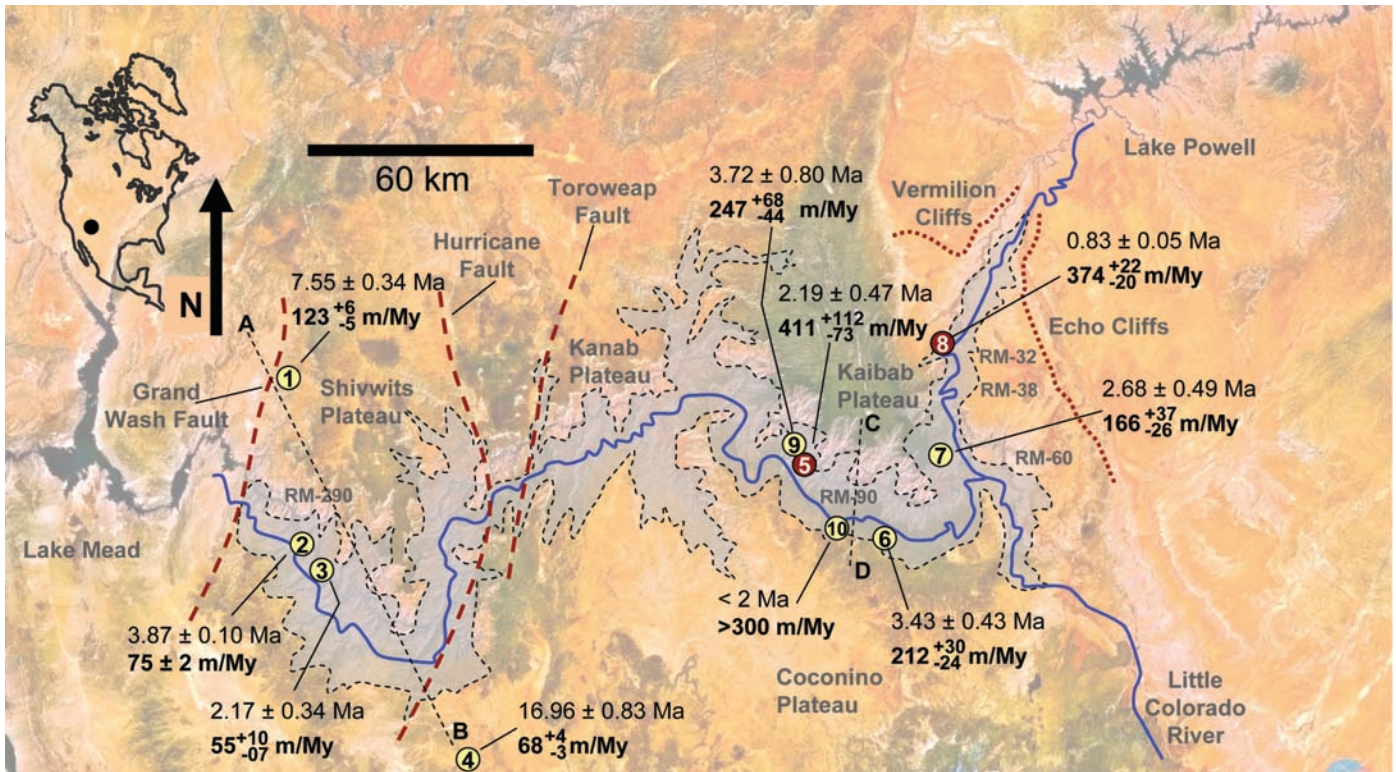 Lake Powell
60 km
Toroweap
Fault
3.72 ± 0.80 Ma
247 +68 -44 m/My
Vermilion
Cliffs
Hurricane
Fault
0.83 ± 0.05 Ma
374 +22 -20 m/My
N
7.55 ± 0.34 Ma
123 +6 -5 m/My
2.19 ± 0.47 Ma
411 +112 -73 m/My
A
8
Echo Cliffs
RM-32
Kanab
Plateau
Kaibab
Plateau
1
Grand
Wash Fault
Shivwits
Plateau
RM-38
2.68 ± 0.49 Ma
166 +37 -26 m/My
C
9
5
7
RM-60
RM-290
RM-90
10
6
Lake Mead
2
3
D
3.87 ± 0.10 Ma
75 ± 2 m/My
< 2 Ma
>300 m/My
3.43 ± 0.43 Ma
212 +30 -24 m/My
Coconino
Plateau
Little
Colorado
River
2.17 ± 0.34 Ma
55 +10 -07 m/My
B
4
16.96 ± 0.83 Ma
68 +4 -3 m/My